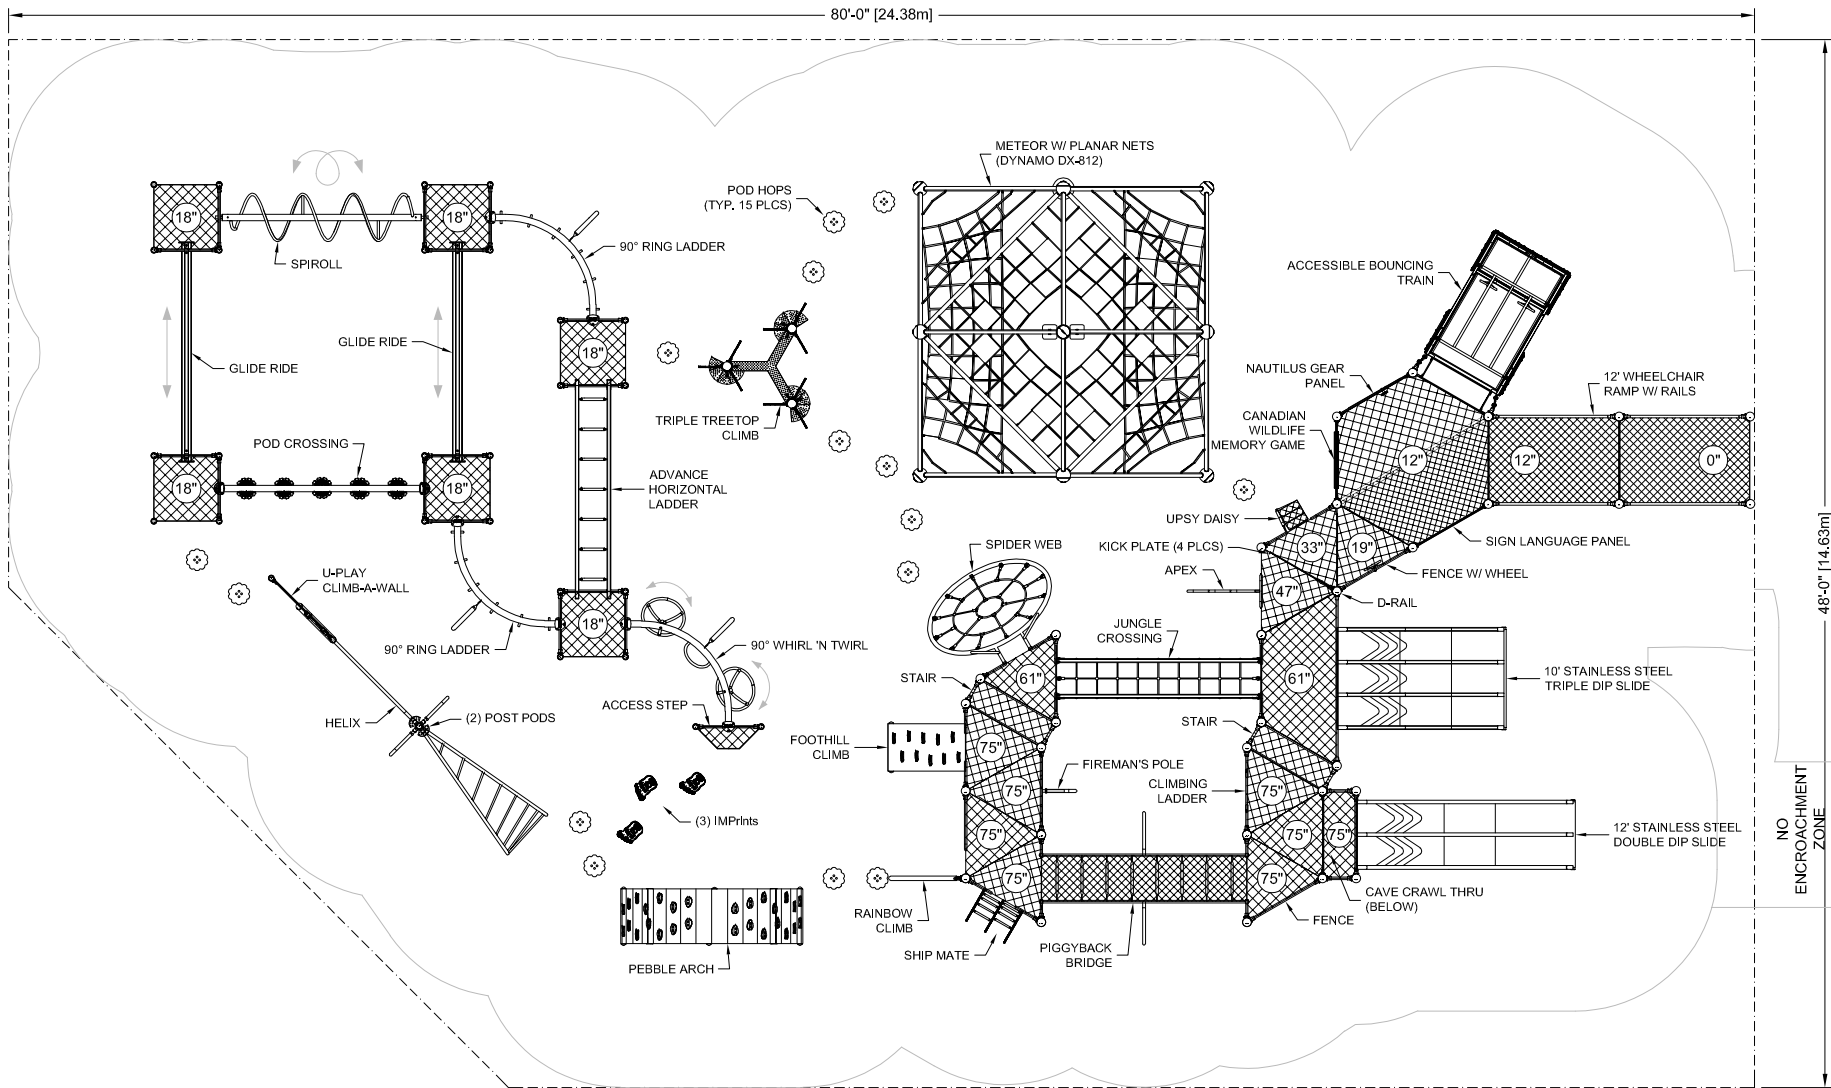 80'-0" [24.38m]
METEOR W/ PLANAR NETS
(DYNAMO DX-812)
POD HOPS
(TYP. 15 PLCS)
18"
18"
90° RING LADDER
SPIROLL
ACCESSIBLE BOUNCING
TRAIN
GLIDE RIDE
GLIDE RIDE
18"
NAUTILUS GEAR
PANEL
12' WHEELCHAIR
RAMP W/ RAILS
TRIPLE TREETOP
CLIMB
CANADIAN
WILDLIFE
MEMORY GAME
POD CROSSING
12"
12"
0"
18"
18"
ADVANCE
HORIZONTAL
LADDER
48'-0" [14.63m]
UPSY DAISY
SIGN LANGUAGE PANEL
SPIDER WEB
KICK PLATE (4 PLCS)
33"
19"
APEX
FENCE W/ WHEEL
U-PLAY
CLIMB-A-WALL
47"
D-RAIL
18"
JUNGLE
CROSSING
90° RING LADDER
90° WHIRL 'N TWIRL
STAIR
61"
61"
10' STAINLESS STEEL
TRIPLE DIP SLIDE
ACCESS STEP
HELIX
(2) POST PODS
STAIR
FOOTHILL
CLIMB
75"
FIREMAN'S POLE
CLIMBING
LADDER
75"
75"
(3) IMPrints
75"
75"
75"
12' STAINLESS STEEL
DOUBLE DIP SLIDE
NO
ENCROACHMENT
ZONE
75"
75"
CAVE CRAWL THRU
(BELOW)
RAINBOW
CLIMB
FENCE
SHIP MATE
PIGGYBACK
BRIDGE
PEBBLE ARCH